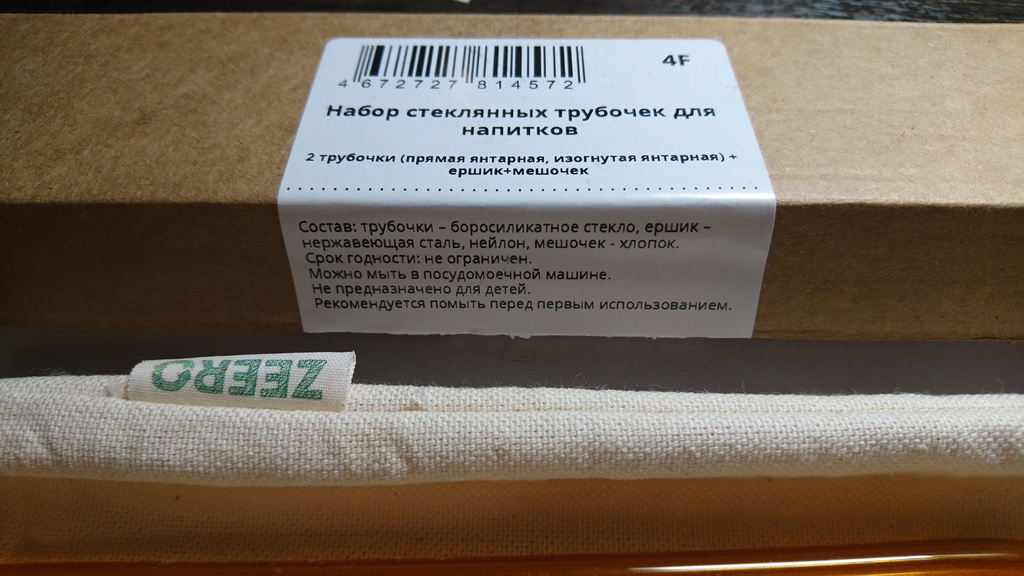 4F
4 672727 814572
Набор стеклянных трубочек для
напитков
2 трубочки (прямая янтарная, изогнутая янтарная) +
ершик+мешочек
Состав: трубочки – боросиликатное стекло, ершик –
нержавеющая сталь, нейлон, мешочек - хлопок.
Срок годности: не ограничен.
Можно мыть в посудомоечной машине.
Не предназначено для детей.
Рекомендуется помыть перед первым использованием.
ZEERO